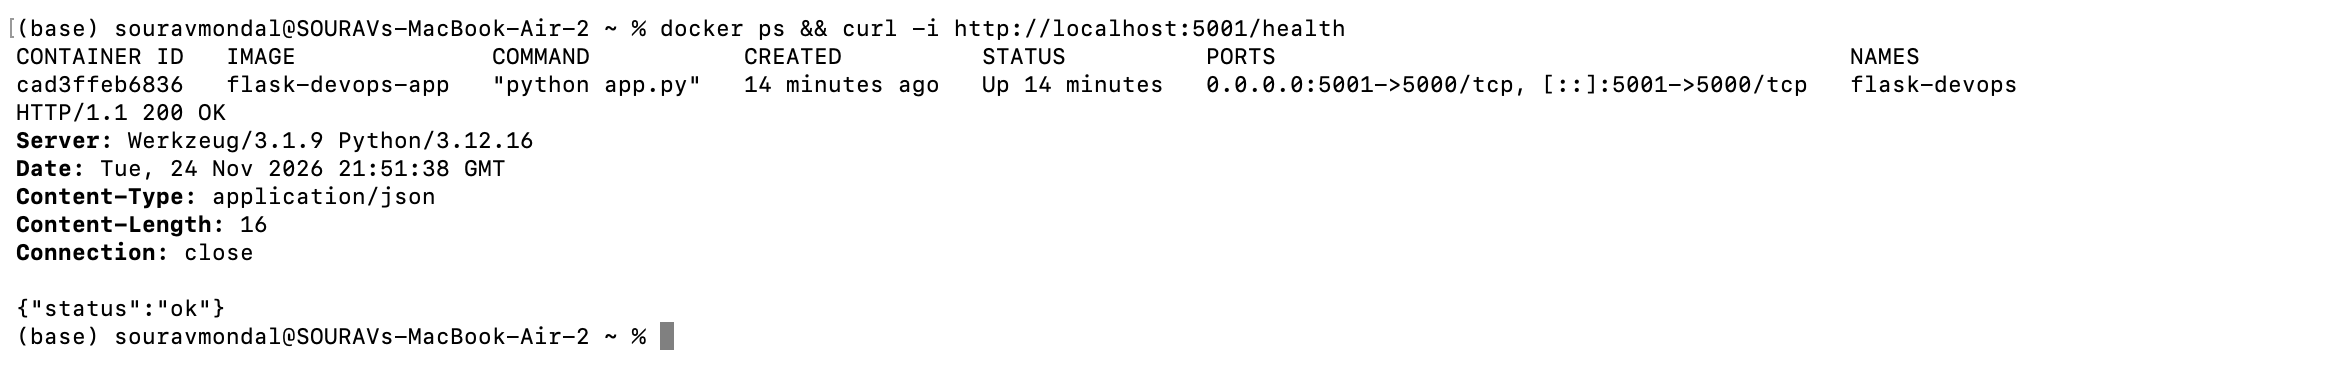 [(base) souravmondal@SOURAVs-MacBook-Air-2 ~ % docker ps && curl -i http://localhost:5001/health
CONTAINER ID   IMAGE              COMMAND           CREATED          STATUS          PORTS                                         NAMES
cad3ffeb6836   flask-devops-app   "python app.py"   14 minutes ago   Up 14 minutes   0.0.0.0:5001->5000/tcp, [::]:5001->5000/tcp   flask-devops
HTTP/1.1 200 OK
Server: Werkzeug/3.1.9 Python/3.12.16
Date: Tue, 24 Nov 2026 21:51:38 GMT
Content-Type: application/json
Content-Length: 16
Connection: close

{"status":"ok"}
(base) souravmondal@SOURAVs-MacBook-Air-2 ~ %